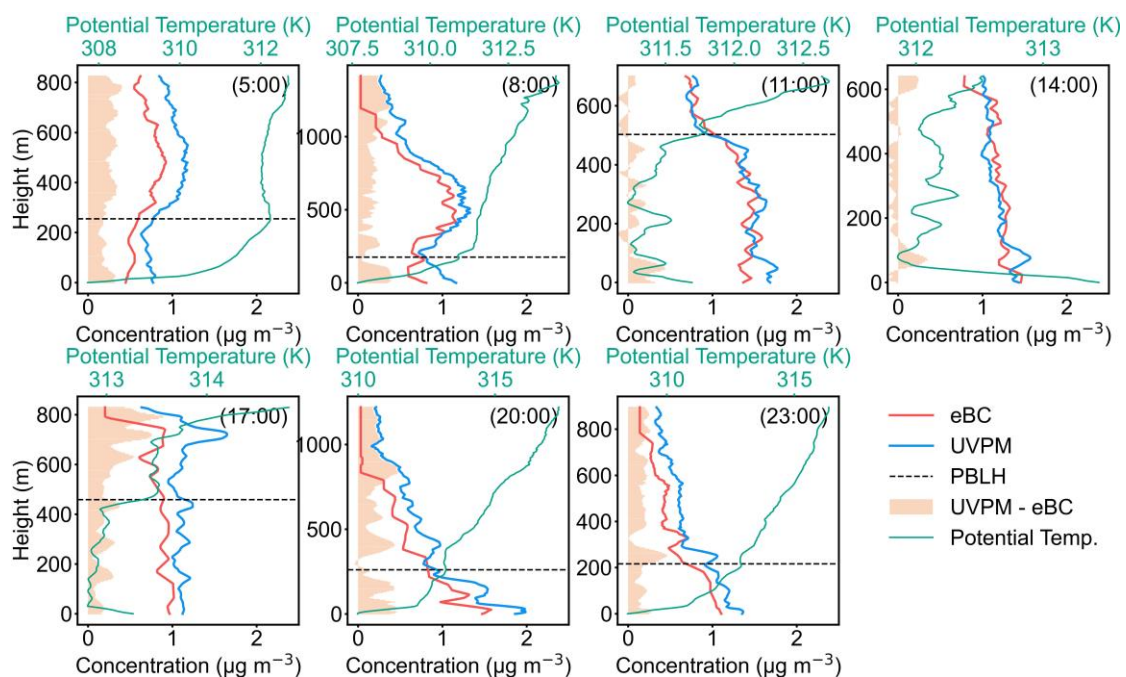 Potential Temperature (K)
308 310 312
(5:00)
Height (m)
800
600
400
200
0
0 1 2
Concentration (µg m⁻³)
Potential Temperature (K)
307.5 310.0 312.5
(8:00)
1000
500
0
0 1 2
Concentration (µg m⁻³)
Potential Temperature (K)
311.5 312.0 312.5
(11:00)
600
400
200
0
0 1 2
Concentration (µg m⁻³)
Potential Temperature (K)
312 313
(14:00)
600
400
200
0
0 1 2
Concentration (µg m⁻³)
Potential Temperature (K)
313 314
(17:00)
Height (m)
800
600
400
200
0
0 1 2
Concentration (µg m⁻³)
Potential Temperature (K)
310 315
(20:00)
1000
500
0
0 1 2
Concentration (µg m⁻³)
Potential Temperature (K)
310 315
(23:00)
800
600
400
200
0
0 1 2
Concentration (µg m⁻³)
eBC
UVPM
PBLH
UVPM - eBC
Potential Temp.